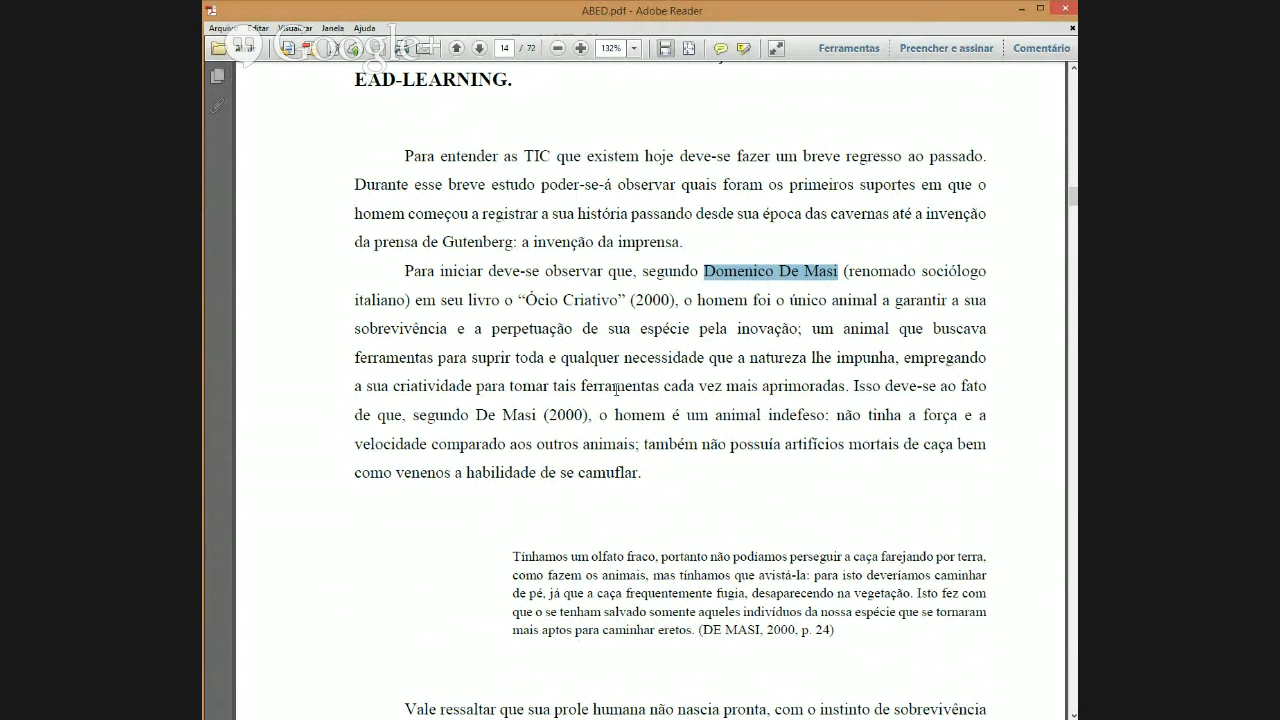 ABED.pdf - Adobe Reader
Arquivo Editar Visualizar Janela Ajuda
Google+
14 / 72 132% Ferramentas Preencher e assinar Comentário
EAD-LEARNING.
Para entender as TIC que existem hoje deve-se fazer um breve regresso ao passado.
Durante esse breve estudo poder-se-á observar quais foram os primeiros suportes em que o
homem começou a registrar a sua história passando desde sua época das cavernas até a invenção
da prensa de Gutenberg: a invenção da imprensa.
Para iniciar deve-se observar que, segundo Domenico De Masi (renomado sociólogo
italiano) em seu livro o “Ócio Criativo” (2000), o homem foi o único animal a garantir a sua
sobrevivência e a perpetuação de sua espécie pela inovação; um animal que buscava
ferramentas para suprir toda e qualquer necessidade que a natureza lhe impunha, empregando
a sua criatividade para tomar tais ferramentas cada vez mais aprimoradas. Isso deve-se ao fato
de que, segundo De Masi (2000), o homem é um animal indefeso: não tinha a força e a
velocidade comparado aos outros animais; também não possuía artifícios mortais de caça bem
como venenos a habilidade de se camuflar.
Tínhamos um olfato fraco, portanto não podíamos perseguir a caça farejando por terra,
como fazem os animais, mas tínhamos que avistá-la: para isto deveríamos caminhar
de pé, já que a caça frequentemente fugia, desaparecendo na vegetação. Isto fez com
que o se tenham salvado somente aqueles indivíduos da nossa espécie que se tornaram
mais aptos para caminhar eretos. (DE MASI, 2000, p. 24)
Vale ressaltar que sua prole humana não nascia pronta, com o instinto de sobrevivência